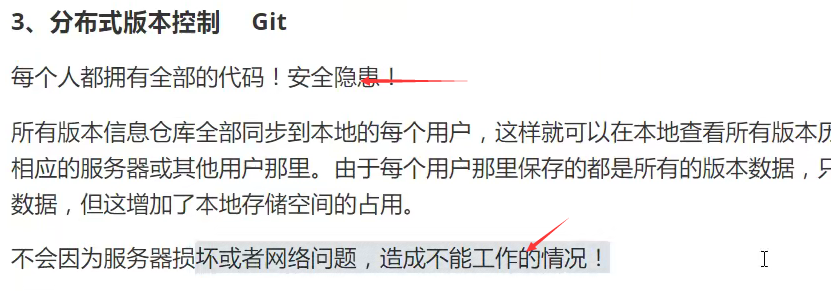 3、分布式版本控制 Git
每个人都拥有全部的代码！安全隐患！
所有版本信息仓库全部同步到本地的每个用户，这样就可以在本地查看所有版本历
相应的服务器或其他用户那里。由于每个用户那里保存的都是所有的版本数据，只
数据，但这增加了本地存储空间的占用。
不会因为服务器损坏或者网络问题，造成不能工作的情况！